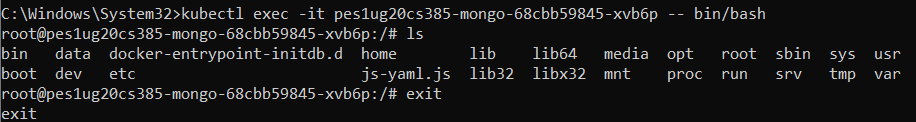 C:\Windows\System32>kubectl exec -it pes1ug20cs385-mongo-68cbb59845-xvb6p -- bin/bash
root@pes1ug20cs385-mongo-68cbb59845-xvb6p:/# ls
bin   data  docker-entrypoint-initdb.d  home        lib    lib64   media  opt   root  sbin  sys  usr
boot  dev   etc                         js-yaml.js  lib32  libx32  mnt    proc  run   srv   tmp  var
root@pes1ug20cs385-mongo-68cbb59845-xvb6p:/# exit
exit